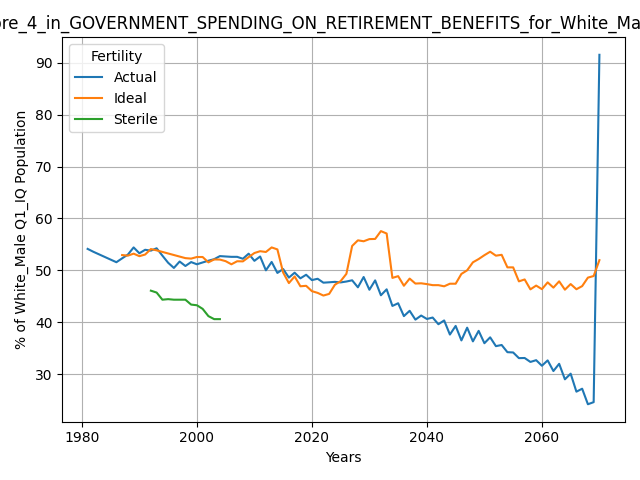 ore_4_in_GOVERNMENT_SPENDING_ON_RETIREMENT_BENEFITS_for_White_Ma
Fertility
Actual
Ideal
Sterile
% of White_Male Q1_IQ Population
90
80
70
60
50
40
30
1980
2000
2020
2040
2060
Years